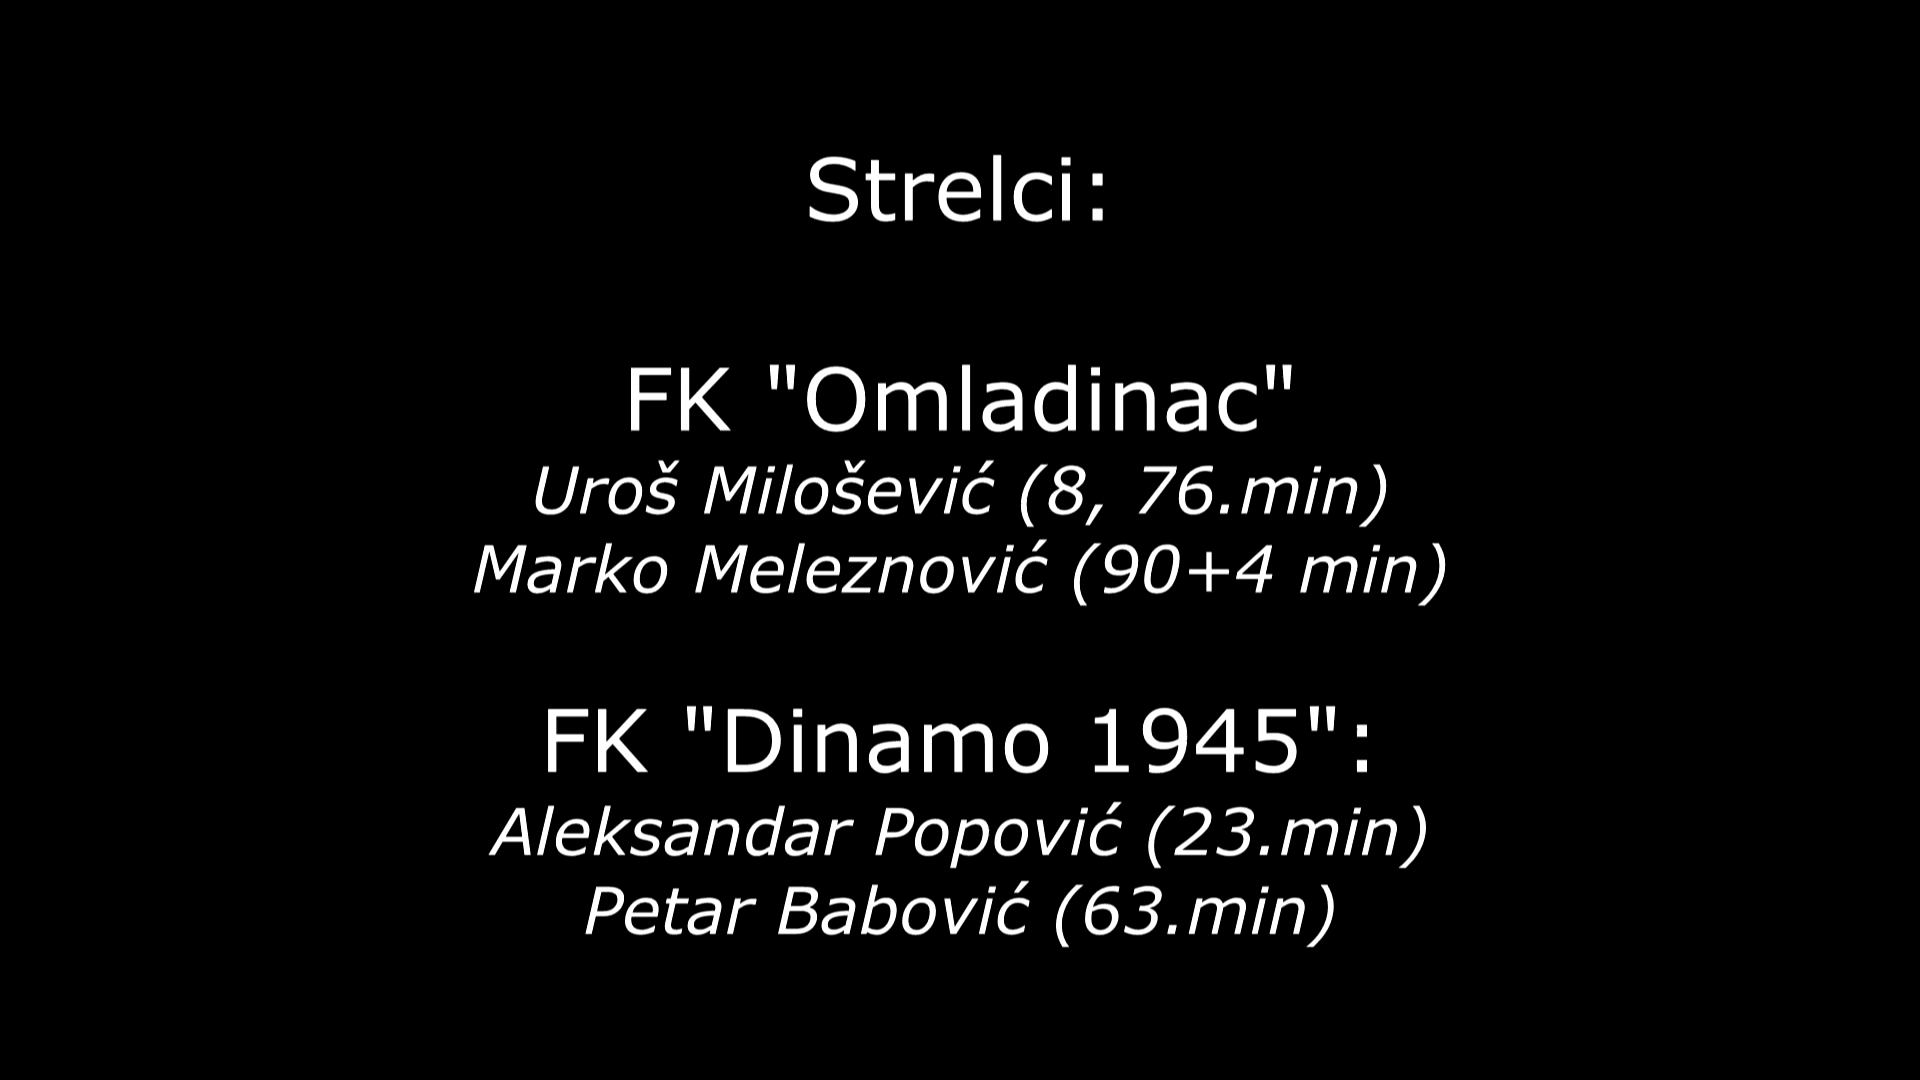 Strelci:
FK "Omladinac"
Uroš Milošević (8, 76.min)
Marko Meleznović (90+4 min)
FK "Dinamo 1945":
Aleksandar Popović (23.min)
Petar Babović (63.min)